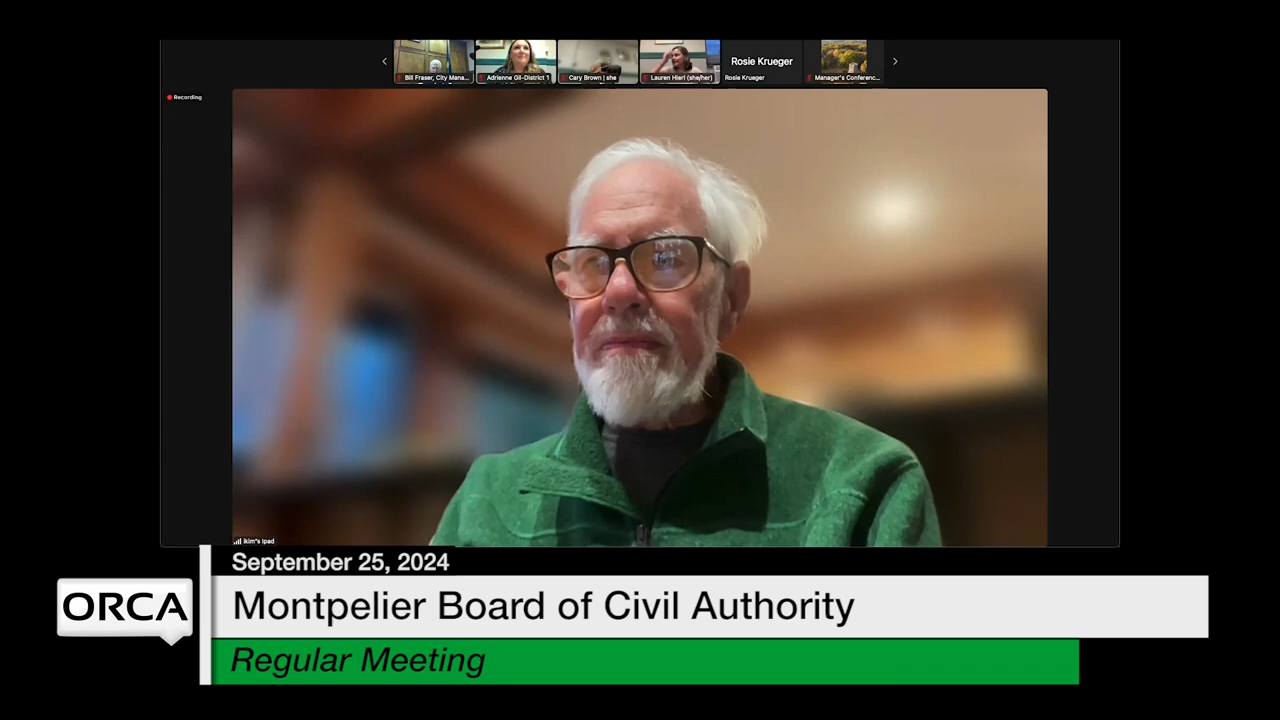 Rosie Krueger
Bill Fraser, City Mana...
Adrienne Gil-District 1
Cary Brown | she
Lauren Hierl (she/her)
Rosie Krueger
Manager's Conferenc...
Recording
ikim"s ipad
September 25, 2024
ORCA
Montpelier Board of Civil Authority
Regular Meeting